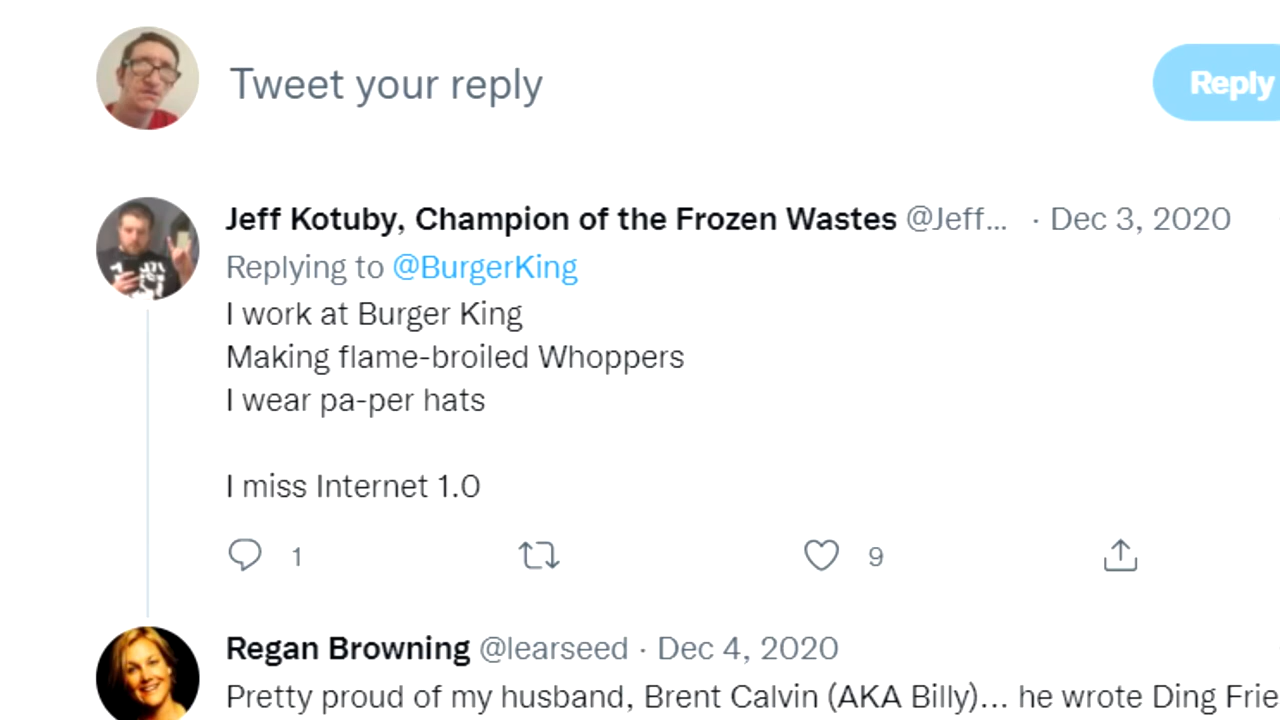 Tweet your reply
Reply
Jeff Kotuby, Champion of the Frozen Wastes @Jeff... · Dec 3, 2020
Replying to @BurgerKing
I work at Burger King
Making flame-broiled Whoppers
I wear pa-per hats
I miss Internet 1.0
1
9
Regan Browning @learseed · Dec 4, 2020
Pretty proud of my husband, Brent Calvin (AKA Billy)... he wrote Ding Frie